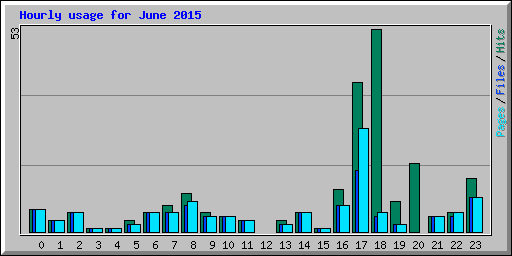 Hourly usage for June 2015
53
Pages/Files/Hits
0 1 2 3 4 5 6 7 8 9 10 11 12 13 14 15 16 17 18 19 20 21 22 23